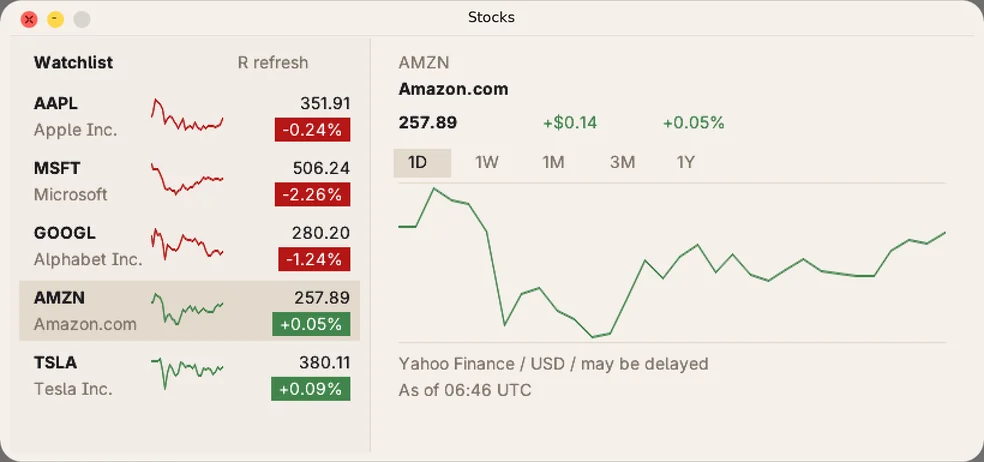 Stocks
Watchlist R refresh
AAPL 351.91
Apple Inc. -0.24%
MSFT 506.24
Microsoft -2.26%
GOOGL 280.20
Alphabet Inc. -1.24%
AMZN 257.89
Amazon.com +0.05%
TSLA 380.11
Tesla Inc. +0.09%
AMZN
Amazon.com
257.89 +$0.14 +0.05%
1D 1W 1M 3M 1Y
Yahoo Finance / USD / may be delayed
As of 06:46 UTC